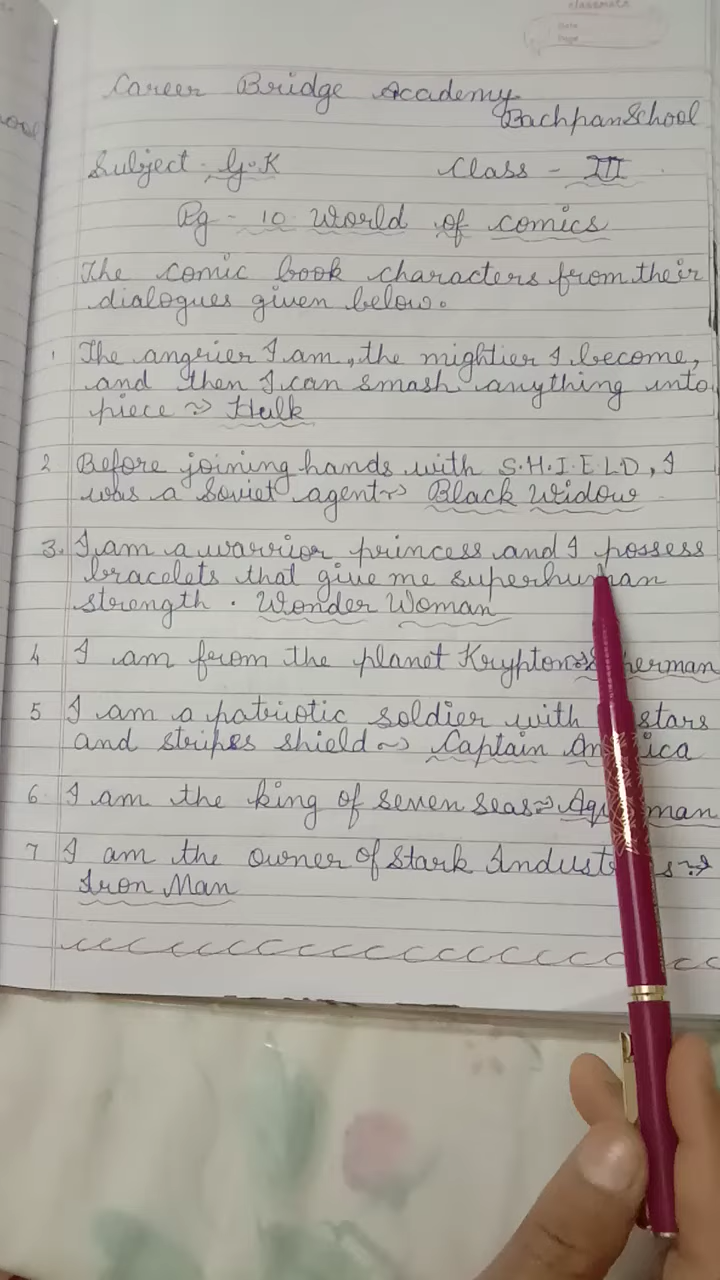 classmate
Date
Page
Career Bridge Academy
Bachpan School
Subject - G.K Class - III
Pg - 10 World of comics
The comic book characters from their
dialogues given below.
1 The angrier I am, the mightier I become,
and then I can smash anything into
piece ~> Hulk
2 Before joining hands with S.H.I.E.L.D, I
was a Soviet agent ~> Black Widow
3. I am a warrior princess and I possess
bracelets that give me superhuman
strength. Wonder Woman
4 I am from the planet Krypton
5 I am a patriotic soldier with stars
and stripes shield ~> Captain
6. I am the king of seven seas ~>
7 I am the owner of Stark
Iron Man